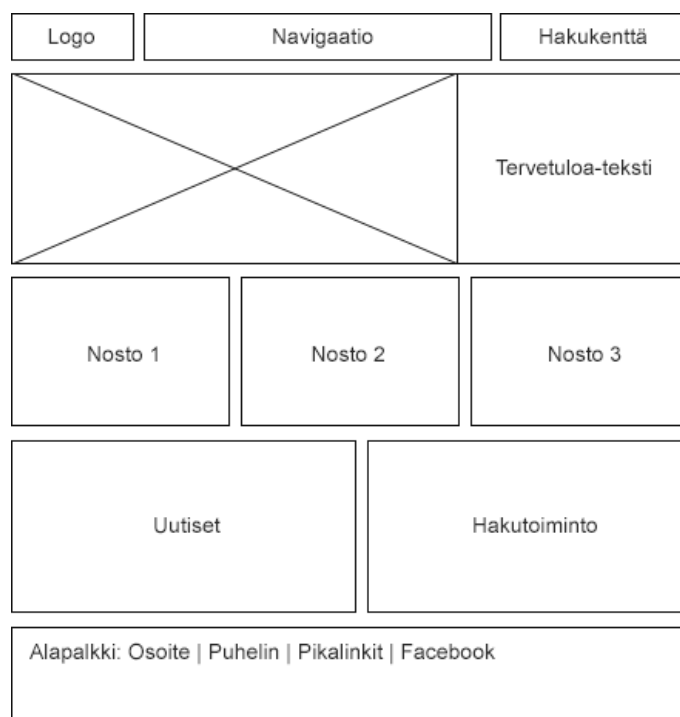 Logo
Navigaatio
Hakukenttä
Tervetuloa-teksti
Nosto 1
Nosto 2
Nosto 3
Uutiset
Hakutoiminto
Alapalkki: Osoite | Puhelin | Pikalinkit | Facebook